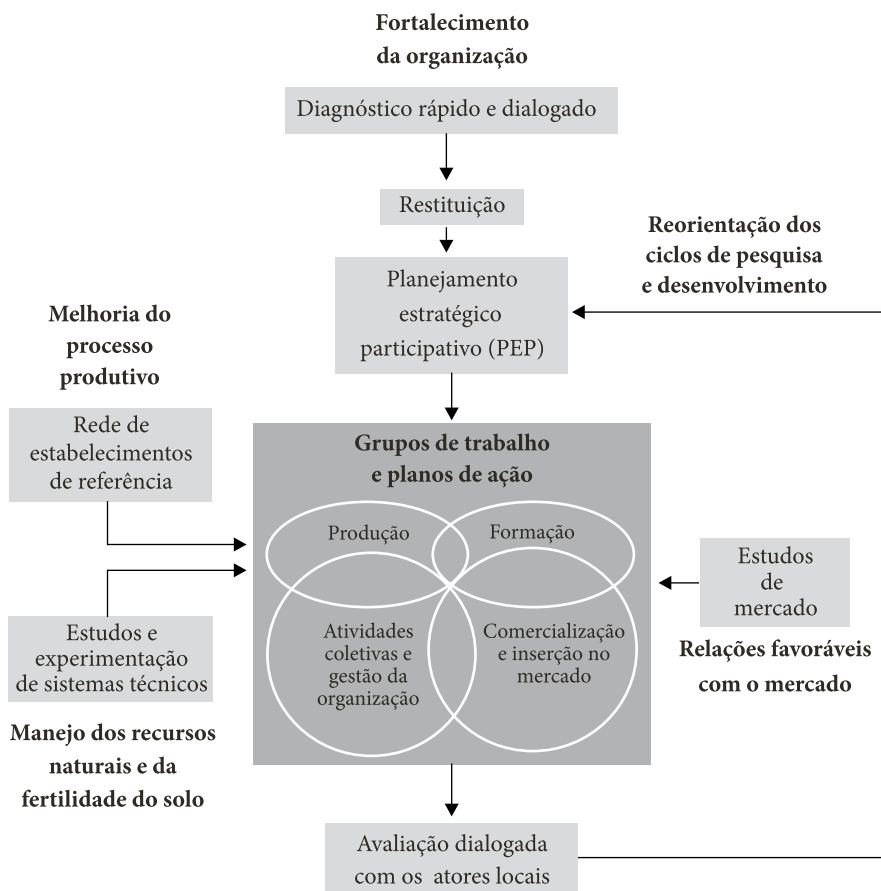 Fortalecimento
da organização
Diagnóstico rápido e dialogado
Restituição
Reorientação dos
ciclos de pesquisa
e desenvolvimento
Planejamento
estratégico
participativo (PEP)
Melhoria do
processo
produtivo
Rede de
estabelecimentos
de referência
Grupos de trabalho
e planos de ação
Produção
Formação
Estudos
de
mercado
Estudos e
experimentação
de sistemas técnicos
Atividades
coletivas e
gestão da
organização
Comercialização
e inserção no
mercado
Relações favoráveis
com o mercado
Manejo dos recursos
naturais e da
fertilidade do solo
Avaliação dialogada
com os atores locais